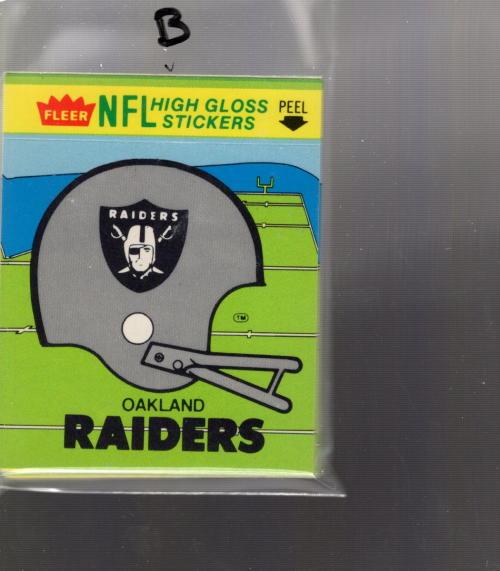 B
FLEER NFL HIGH GLOSS STICKERS PEEL
RAIDERS
TM
OAKLAND
RAIDERS